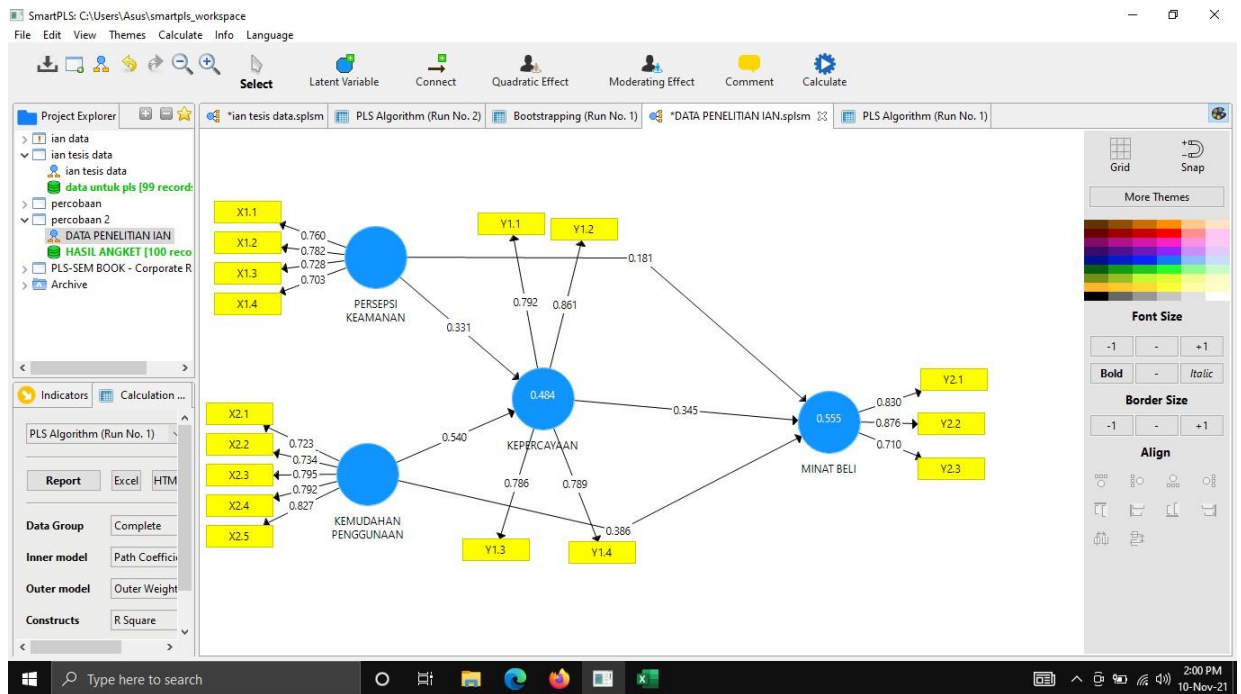 SmartPLS: C:\Users\Asus\smartpls_workspace
File Edit View Themes Calculate Info Language
Select
Latent Variable
Connect
Quadratic Effect
Moderating Effect
Comment
Calculate
Project Explorer
*ian tesis data.splsm
PLS Algorithm (Run No. 2)
Bootstrapping (Run No. 1)
*DATA PENELITIAN IAN.splsm
PLS Algorithm (Run No. 1)
ian data
ian tesis data
ian tesis data
data untuk pls [99 records
percobaan
percobaan 2
DATA PENELITIAN IAN
HASIL ANGKET [100 reco
PLS-SEM BOOK - Corporate R
Archive
Indicators
Calculation ...
PLS Algorithm (Run No. 1)
Report
Excel
HTM
Data Group
Complete
Inner model
Path Coeffici
Outer model
Outer Weight
Constructs
R Square
X1.1
X1.2
X1.3
X1.4
0.760
0.782
0.728
0.703
PERSEPSI
KEAMANAN
Y1.1
Y1.2
0.181
0.792
0.861
0.331
0.484
KEPERCAYAAN
0.345
0.540
0.786
0.789
Y1.3
Y1.4
X2.1
X2.2
X2.3
X2.4
X2.5
0.723
0.734
0.795
0.792
0.827
KEMUDAHAN
PENGGUNAAN
0.386
0.555
MINAT BELI
0.830
0.876
0.710
Y2.1
Y2.2
Y2.3
Grid
Snap
More Themes
Font Size
-1 - +1
Bold - Italic
Border Size
-1 - +1
Align
Type here to search
2:00 PM
10-Nov-21